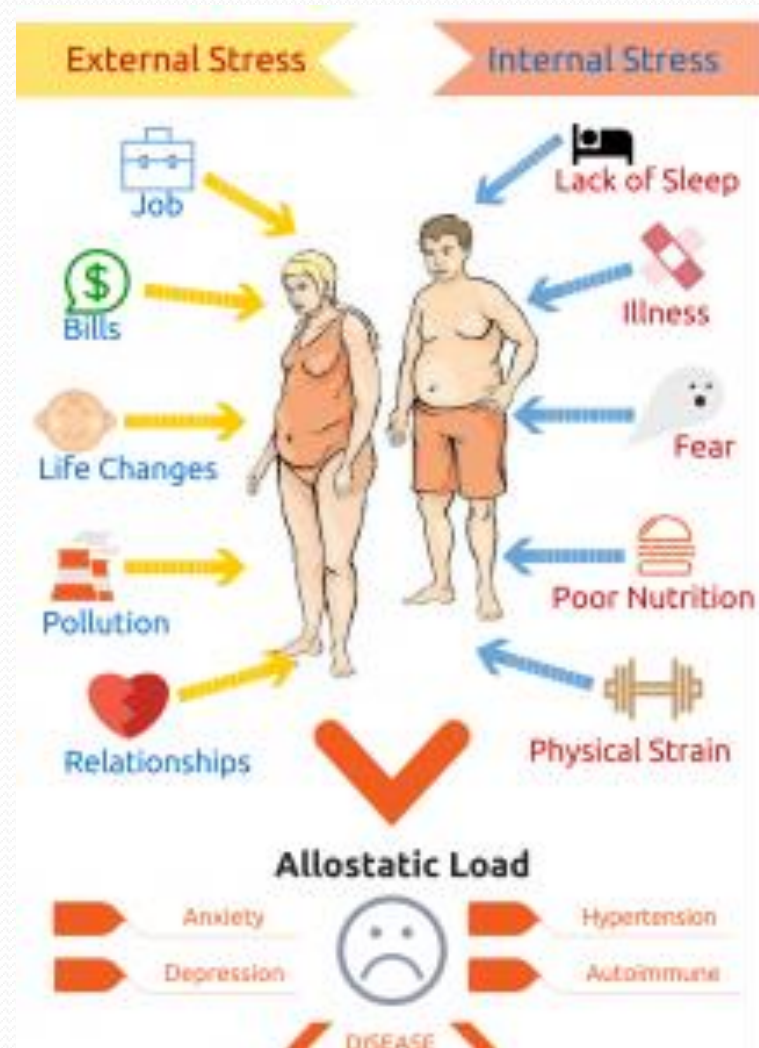 External Stress
Internal Stress
Job
Bills
Life Changes
Pollution
Relationships
Lack of Sleep
Illness
Fear
Poor Nutrition
Physical Strain
Allostatic Load
Anxiety
Depression
Hypertension
Autoimmune
DISEASE